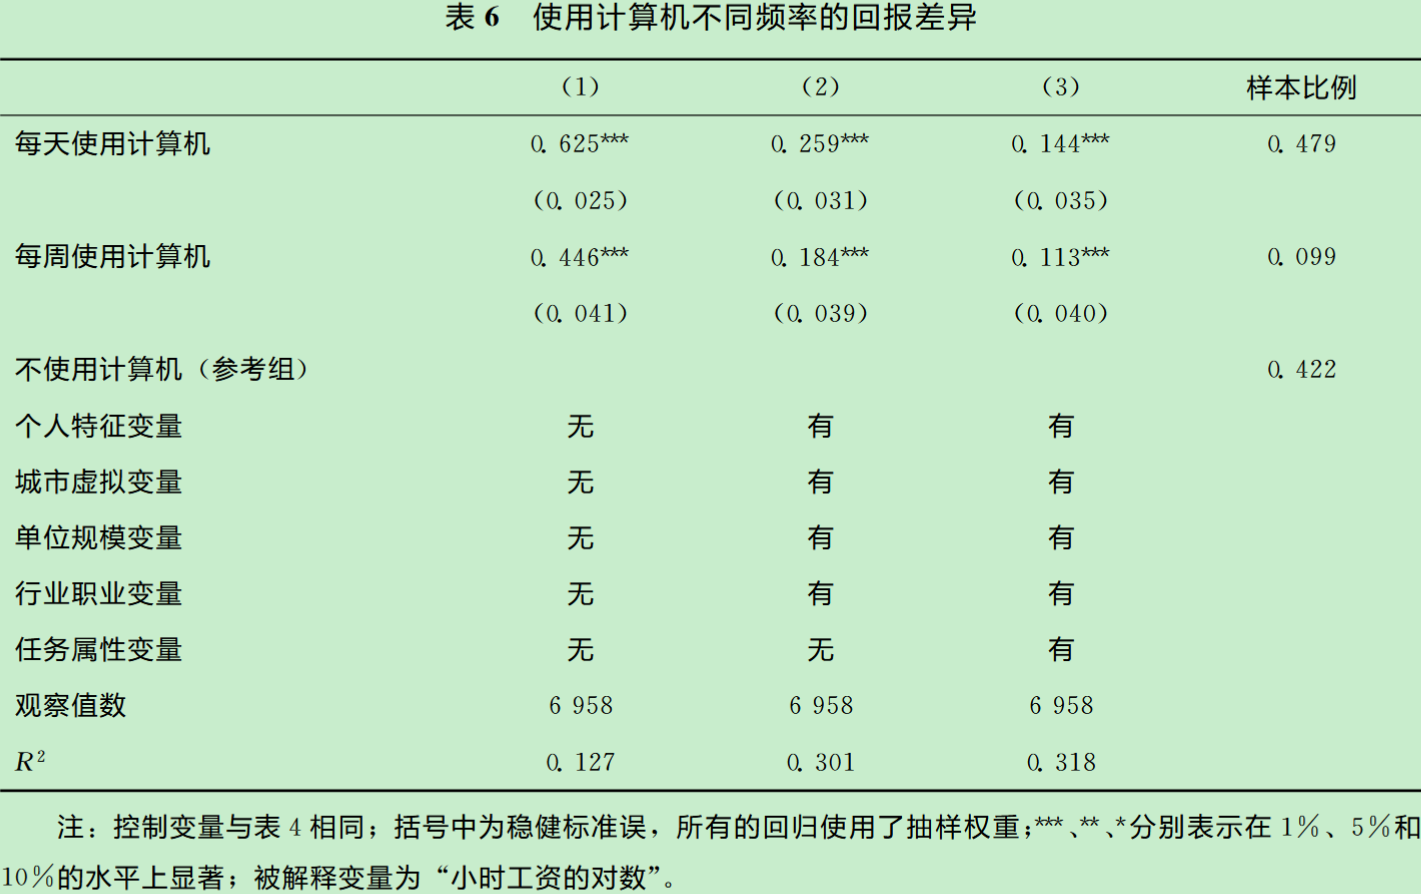 表 6 使用计算机不同频率的回报差异
(1) (2) (3) 样本比例
每天使用计算机 0.625*** 0.259*** 0.144*** 0.479
(0.025) (0.031) (0.035)
每周使用计算机 0.446*** 0.184*** 0.113*** 0.099
(0.041) (0.039) (0.040)
不使用计算机（参考组） 0.422
个人特征变量 无 有 有
城市虚拟变量 无 有 有
单位规模变量 无 有 有
行业职业变量 无 有 有
任务属性变量 无 无 有
观察值数 6 958 6 958 6 958
R² 0.127 0.301 0.318
注：控制变量与表 4 相同；括号中为稳健标准误，所有的回归使用了抽样权重；***、**、*分别表示在 1%、5%和
10%的水平上显著；被解释变量为“小时工资的对数”。